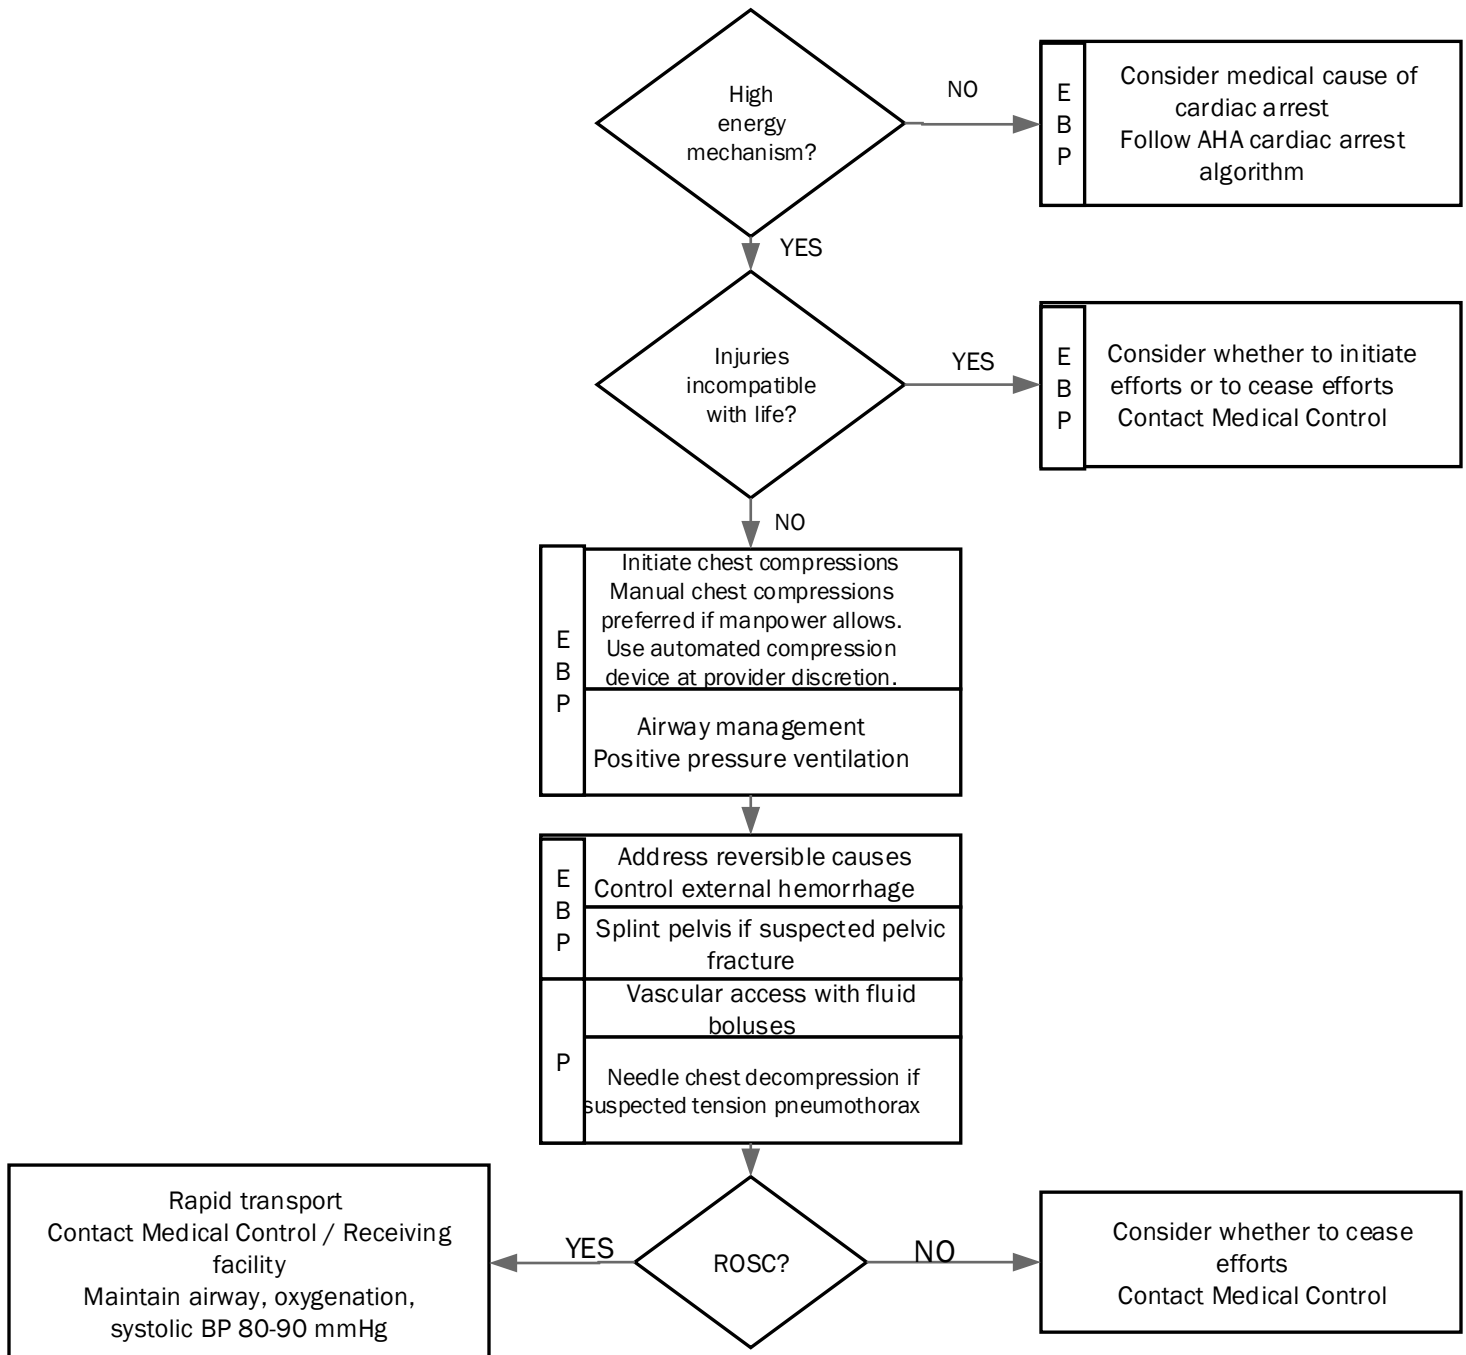 High
energy
mechanism?
NO
E
B
P
Consider medical cause of
cardiac arrest
Follow AHA cardiac arrest
algorithm
YES
Injuries
incompatible
with life?
YES
E
B
P
Consider whether to initiate
efforts or to cease efforts
Contact Medical Control
NO
E
B
P
Initiate chest compressions
Manual chest compressions
preferred if manpower allows.
Use automated compression
device at provider discretion.
Airway management
Positive pressure ventilation
E
B
P
Address reversible causes
Control external hemorrhage
Splint pelvis if suspected pelvic
fracture
P
Vascular access with fluid
boluses
Needle chest decompression if
suspected tension pneumothorax
ROSC?
YES
Rapid transport
Contact Medical Control / Receiving
facility
Maintain airway, oxygenation,
systolic BP 80-90 mmHg
NO
Consider whether to cease
efforts
Contact Medical Control